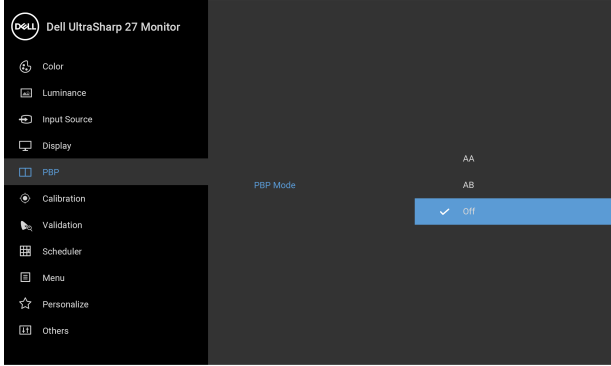 DELL Dell UltraSharp 27 Monitor
Color
Luminance
Input Source
Display
PBP
Calibration
Validation
Scheduler
Menu
Personalize
Others
PBP Mode
AA
AB
Off